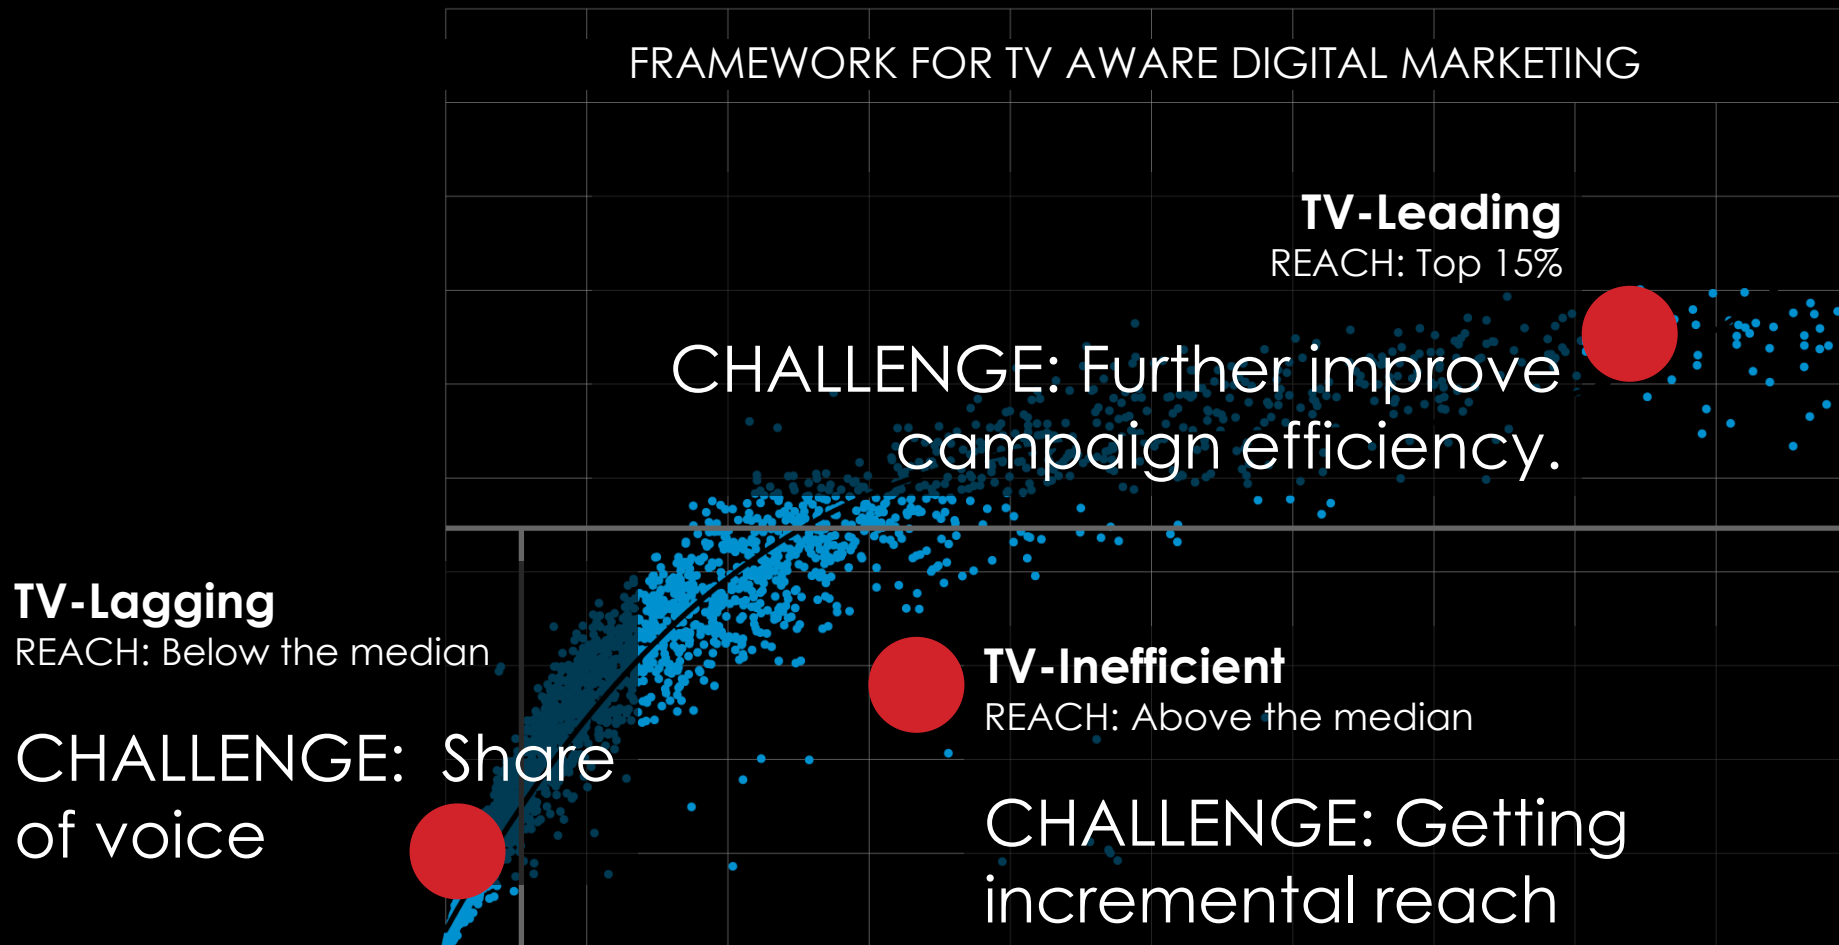 FRAMEWORK FOR TV AWARE DIGITAL MARKETING
TV-Leading
REACH: Top 15%
CHALLENGE: Further improve
campaign efficiency.
TV-Lagging
REACH: Below the median
CHALLENGE: Share
of voice
TV-Inefficient
REACH: Above the median
CHALLENGE: Getting
incremental reach